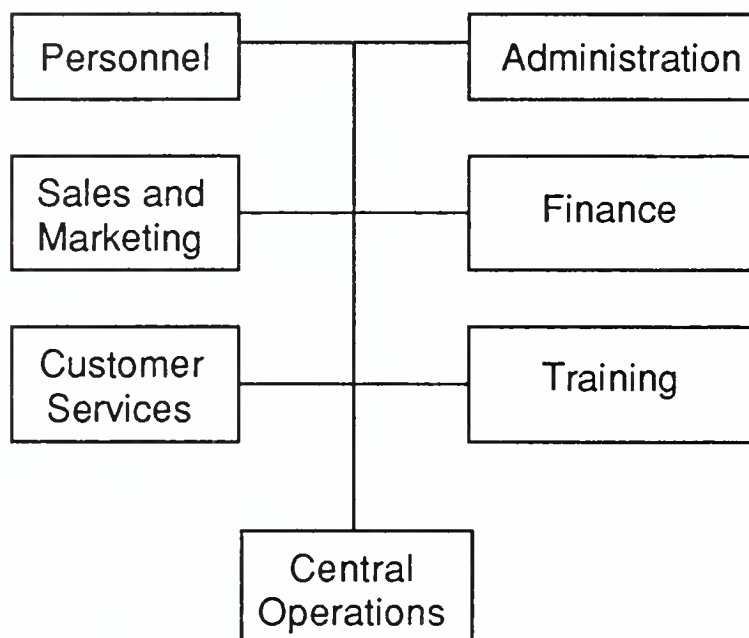 Personnel
Administration
Sales and
Marketing
Finance
Customer
Services
Training
Central
Operations